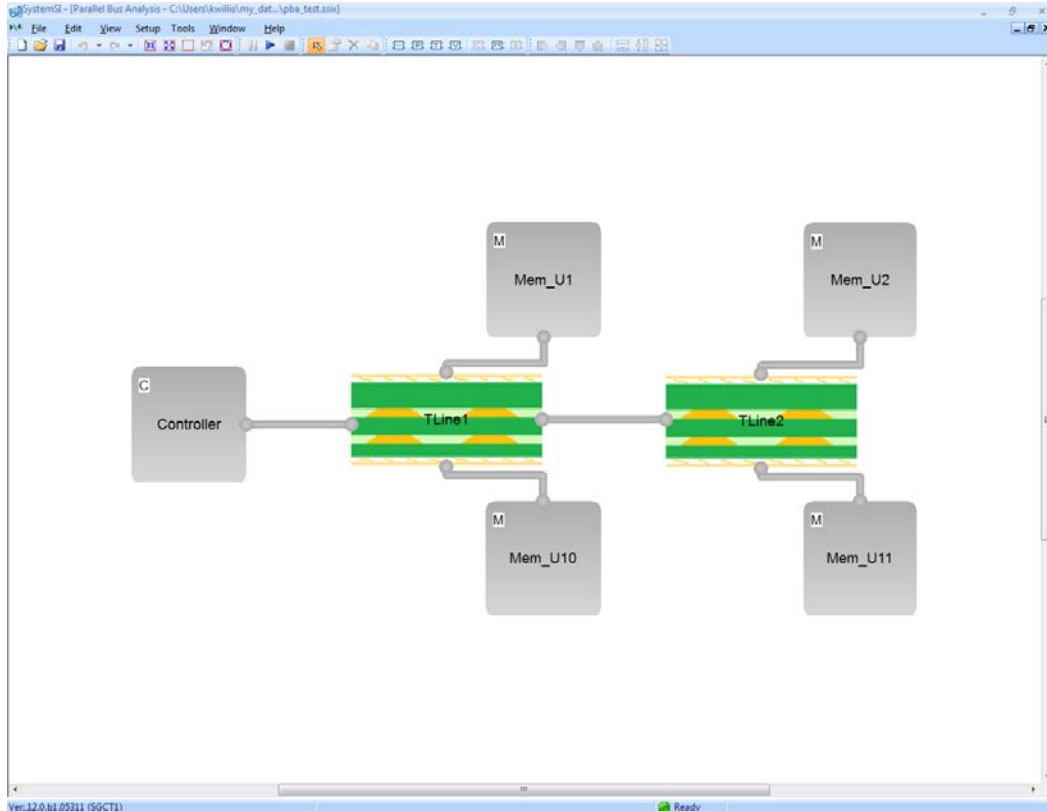 SystemSI - [Parallel Bus Analysis - C:\Users\kwillis\my_dat...\pba_test.ssix]
File Edit View Setup Tools Window Help
M
Mem_U1
M
Mem_U2
C
Controller
TLine1
TLine2
M
Mem_U10
M
Mem_U11
Ver:.12.0.b1.05311 (SGCT1)
Ready